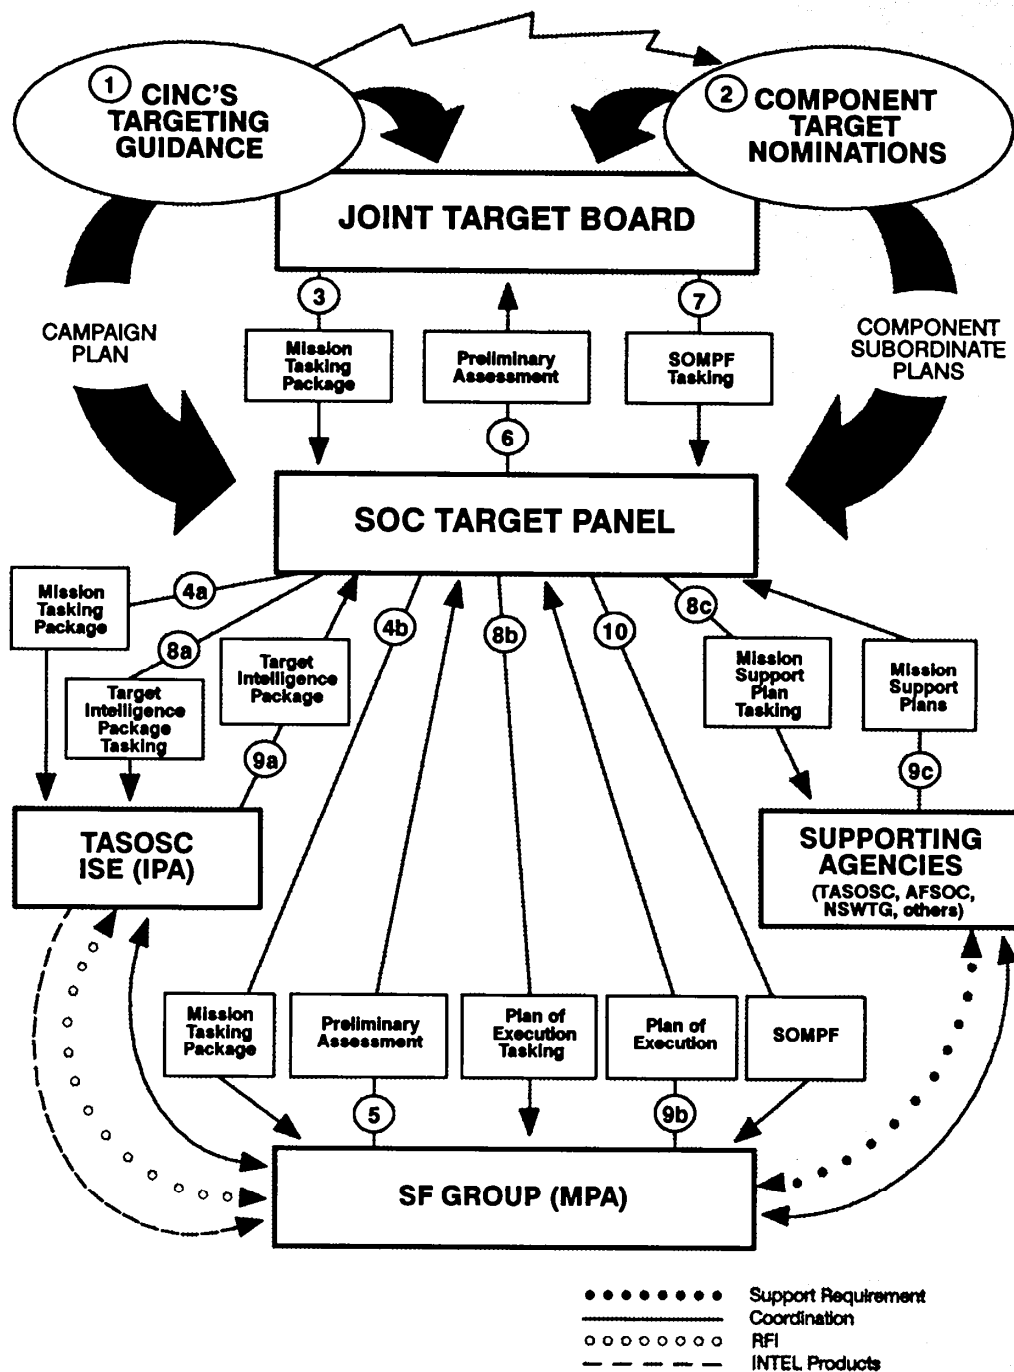 1
CINC'S
TARGETING
GUIDANCE
2
COMPONENT
TARGET
NOMINATIONS
JOINT TARGET BOARD
CAMPAIGN
PLAN
COMPONENT
SUBORDINATE
PLANS
3
Mission
Tasking
Package
Preliminary
Assessment
6
7
SOMPF
Tasking
SOC TARGET PANEL
Mission
Tasking
Package
4a
8a
Target
Intelligence
Package
Tasking
Target
Intelligence
Package
9a
4b
8b
10
8c
Mission
Support
Plan
Tasking
Mission
Support
Plans
9c
TASOSC
ISE (IPA)
SUPPORTING
AGENCIES
(TASOSC, AFSOC,
NSWTG, others)
Mission
Tasking
Package
Preliminary
Assessment
5
Plan of
Execution
Tasking
Plan of
Execution
9b
SOMPF
SF GROUP (MPA)
Support Requirement
Coordination
RFI
INTEL Products